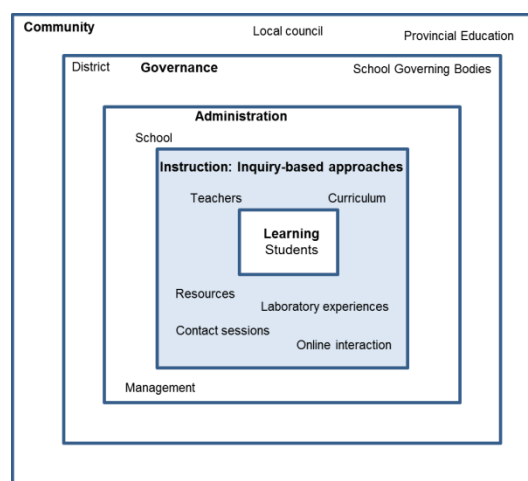 Community
Local council
Provincial Education
District
Governance
School Governing Bodies
Administration
School
Instruction: Inquiry-based approaches
Teachers
Curriculum
Learning
Students
Resources
Laboratory experiences
Contact sessions
Online interaction
Management